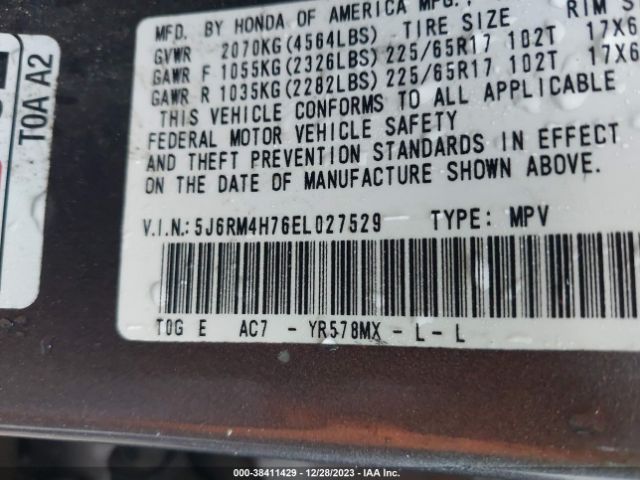 MFD. BY HONDA OF AMERICA MFG.,
GVWR 2070KG(4564LBS) TIRE SIZE RIM S
GAWR F 1055KG(2326LBS) 225/65R17 102T 17X6
GAWR R 1035KG(2282LBS) 225/65R17 102T 17X6
THIS VEHICLE CONFORMS TO ALL APPLICABLE
FEDERAL MOTOR VEHICLE SAFETY
AND THEFT PREVENTION STANDARDS IN EFFECT
ON THE DATE OF MANUFACTURE SHOWN ABOVE.
V.I.N.: 5J6RM4H76EL027529 TYPE: MPV
T0G E AC7 - YR578MX - L - L
TOA A2
000-38411429 - 12/28/2023 - IAA Inc.